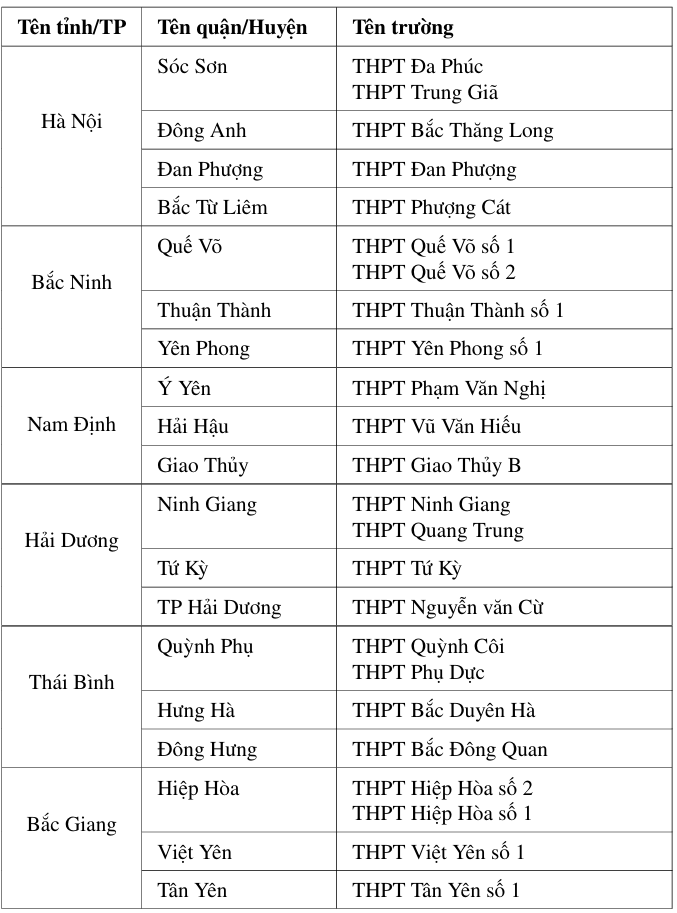 Tên tỉnh/TP Tên quận/Huyện Tên trường
Hà Nội
Sóc Sơn THPT Đa Phúc
THPT Trung Giã
Đông Anh THPT Bắc Thăng Long
Đan Phượng THPT Đan Phượng
Bắc Từ Liêm THPT Phượng Cát
Bắc Ninh
Quế Võ THPT Quế Võ số 1
THPT Quế Võ số 2
Thuận Thành THPT Thuận Thành số 1
Yên Phong THPT Yên Phong số 1
Nam Định
Ý Yên THPT Phạm Văn Nghị
Hải Hậu THPT Vũ Văn Hiếu
Giao Thủy THPT Giao Thủy B
Hải Dương
Ninh Giang THPT Ninh Giang
THPT Quang Trung
Tứ Kỳ THPT Tứ Kỳ
TP Hải Dương THPT Nguyễn văn Cừ
Thái Bình
Quỳnh Phụ THPT Quỳnh Côi
THPT Phụ Dực
Hưng Hà THPT Bắc Duyên Hà
Đông Hưng THPT Bắc Đông Quan
Bắc Giang
Hiệp Hòa THPT Hiệp Hòa số 2
THPT Hiệp Hòa số 1
Việt Yên THPT Việt Yên số 1
Tân Yên THPT Tân Yên số 1